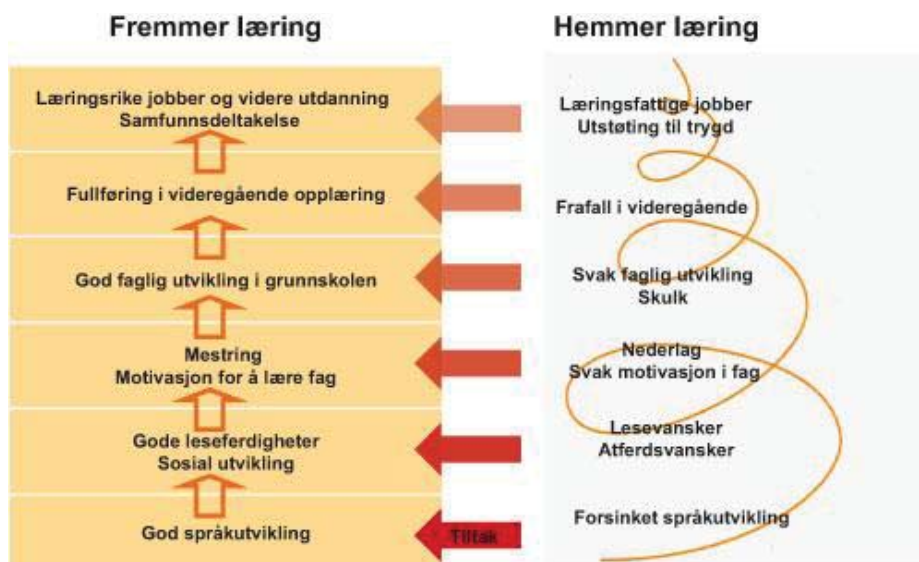 Fremmer læring
Læringsrike jobber og videre utdanning
Samfunnsdeltakelse
Fullføring i videregående opplæring
God faglig utvikling i grunnskolen
Mestring
Motivasjon for å lære fag
Gode leseferdigheter
Sosial utvikling
God språkutvikling
Tiltak
Hemmer læring
Læringsfattige jobber
Utstøting til trygd
Frafall i videregående
Svak faglig utvikling
Skulk
Nederlag
Svak motivasjon i fag
Lesevansker
Atferdsvansker
Forsinket språkutvikling